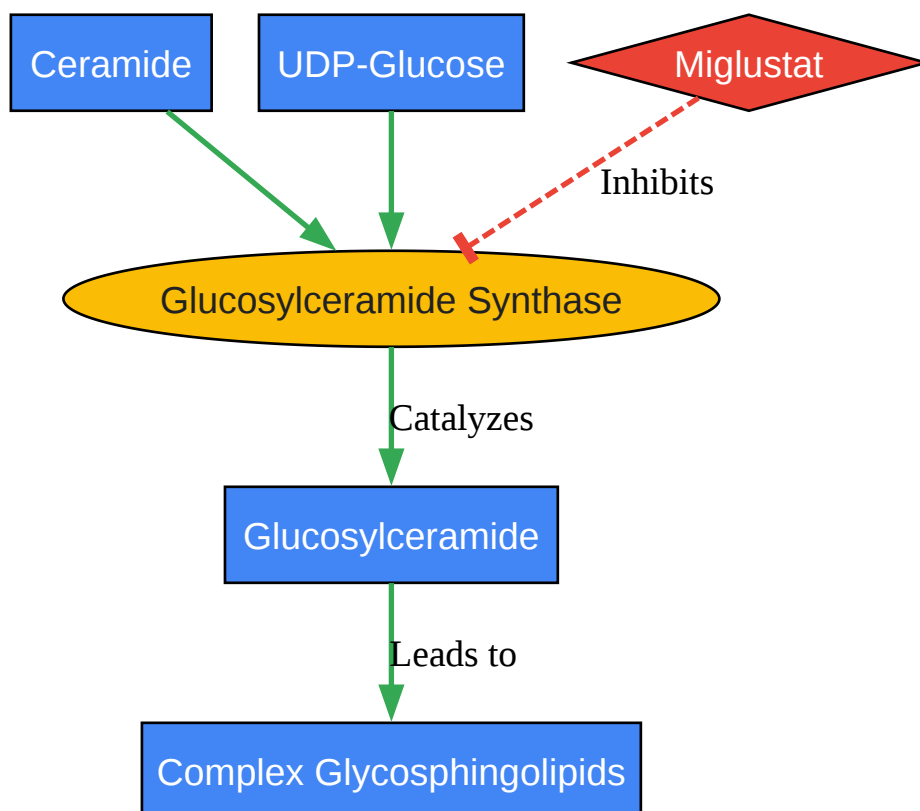 Ceramide
UDP-Glucose
Miglustat
Inhibits
Glucosylceramide Synthase
Catalyzes
Glucosylceramide
Leads to
Complex Glycosphingolipids